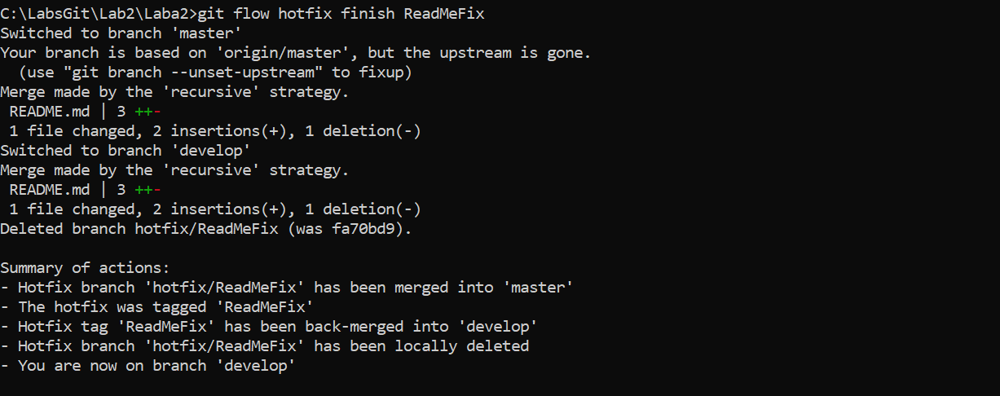 C:\LabsGit\Lab2\Laba2>git flow hotfix finish ReadMeFix
Switched to branch 'master'
Your branch is based on 'origin/master', but the upstream is gone.
  (use "git branch --unset-upstream" to fixup)
Merge made by the 'recursive' strategy.
 README.md | 3 ++-
 1 file changed, 2 insertions(+), 1 deletion(-)
Switched to branch 'develop'
Merge made by the 'recursive' strategy.
 README.md | 3 ++-
 1 file changed, 2 insertions(+), 1 deletion(-)
Deleted branch hotfix/ReadMeFix (was fa70bd9).

Summary of actions:
- Hotfix branch 'hotfix/ReadMeFix' has been merged into 'master'
- The hotfix was tagged 'ReadMeFix'
- Hotfix tag 'ReadMeFix' has been back-merged into 'develop'
- Hotfix branch 'hotfix/ReadMeFix' has been locally deleted
- You are now on branch 'develop'